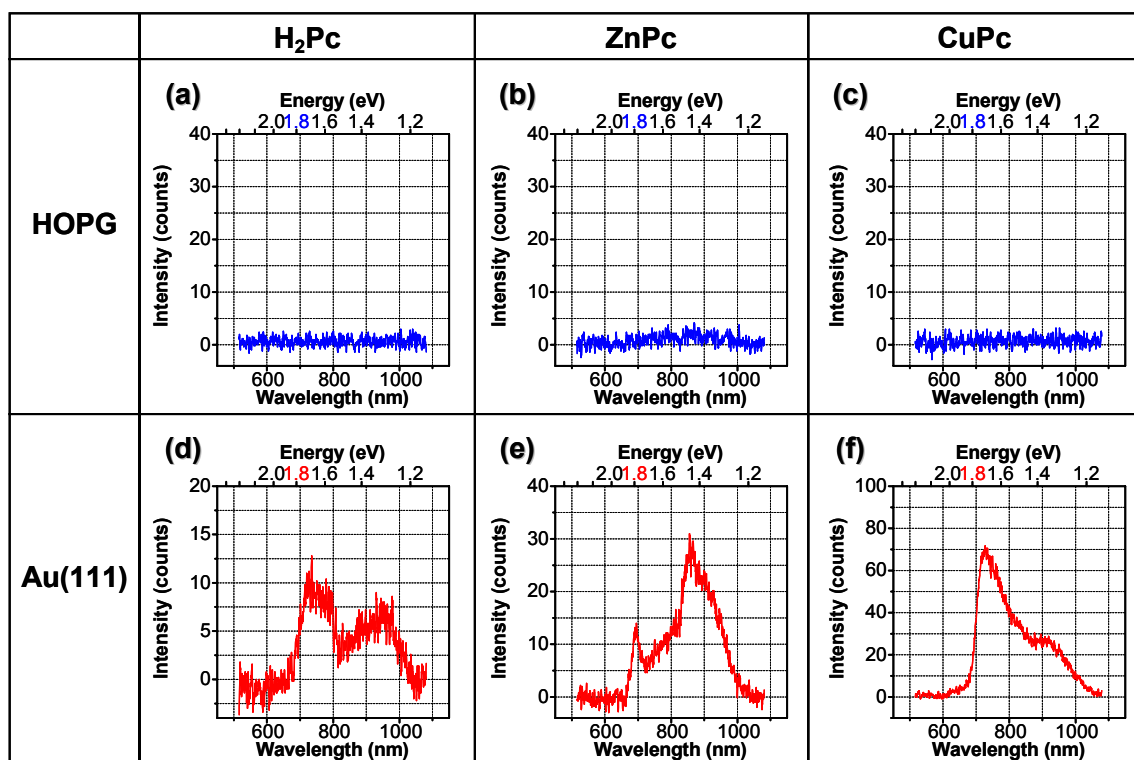 H₂Pc ZnPc CuPc
HOPG
(a)
Energy (eV)
2.0 1.8 1.6 1.4 1.2
40
30
20
10
0
Intensity (counts)
600 800 1000
Wavelength (nm)
(b)
Energy (eV)
2.0 1.8 1.6 1.4 1.2
40
30
20
10
0
Intensity (counts)
600 800 1000
Wavelength (nm)
(c)
Energy (eV)
2.0 1.8 1.6 1.4 1.2
40
30
20
10
0
Intensity (counts)
600 800 1000
Wavelength (nm)
Au(111)
(d)
Energy (eV)
2.0 1.8 1.6 1.4 1.2
20
15
10
5
0
Intensity (counts)
600 800 1000
Wavelength (nm)
(e)
Energy (eV)
2.0 1.8 1.6 1.4 1.2
40
30
20
10
0
Intensity (counts)
600 800 1000
Wavelength (nm)
(f)
Energy (eV)
2.0 1.8 1.6 1.4 1.2
100
80
60
40
20
0
Intensity (counts)
600 800 1000
Wavelength (nm)